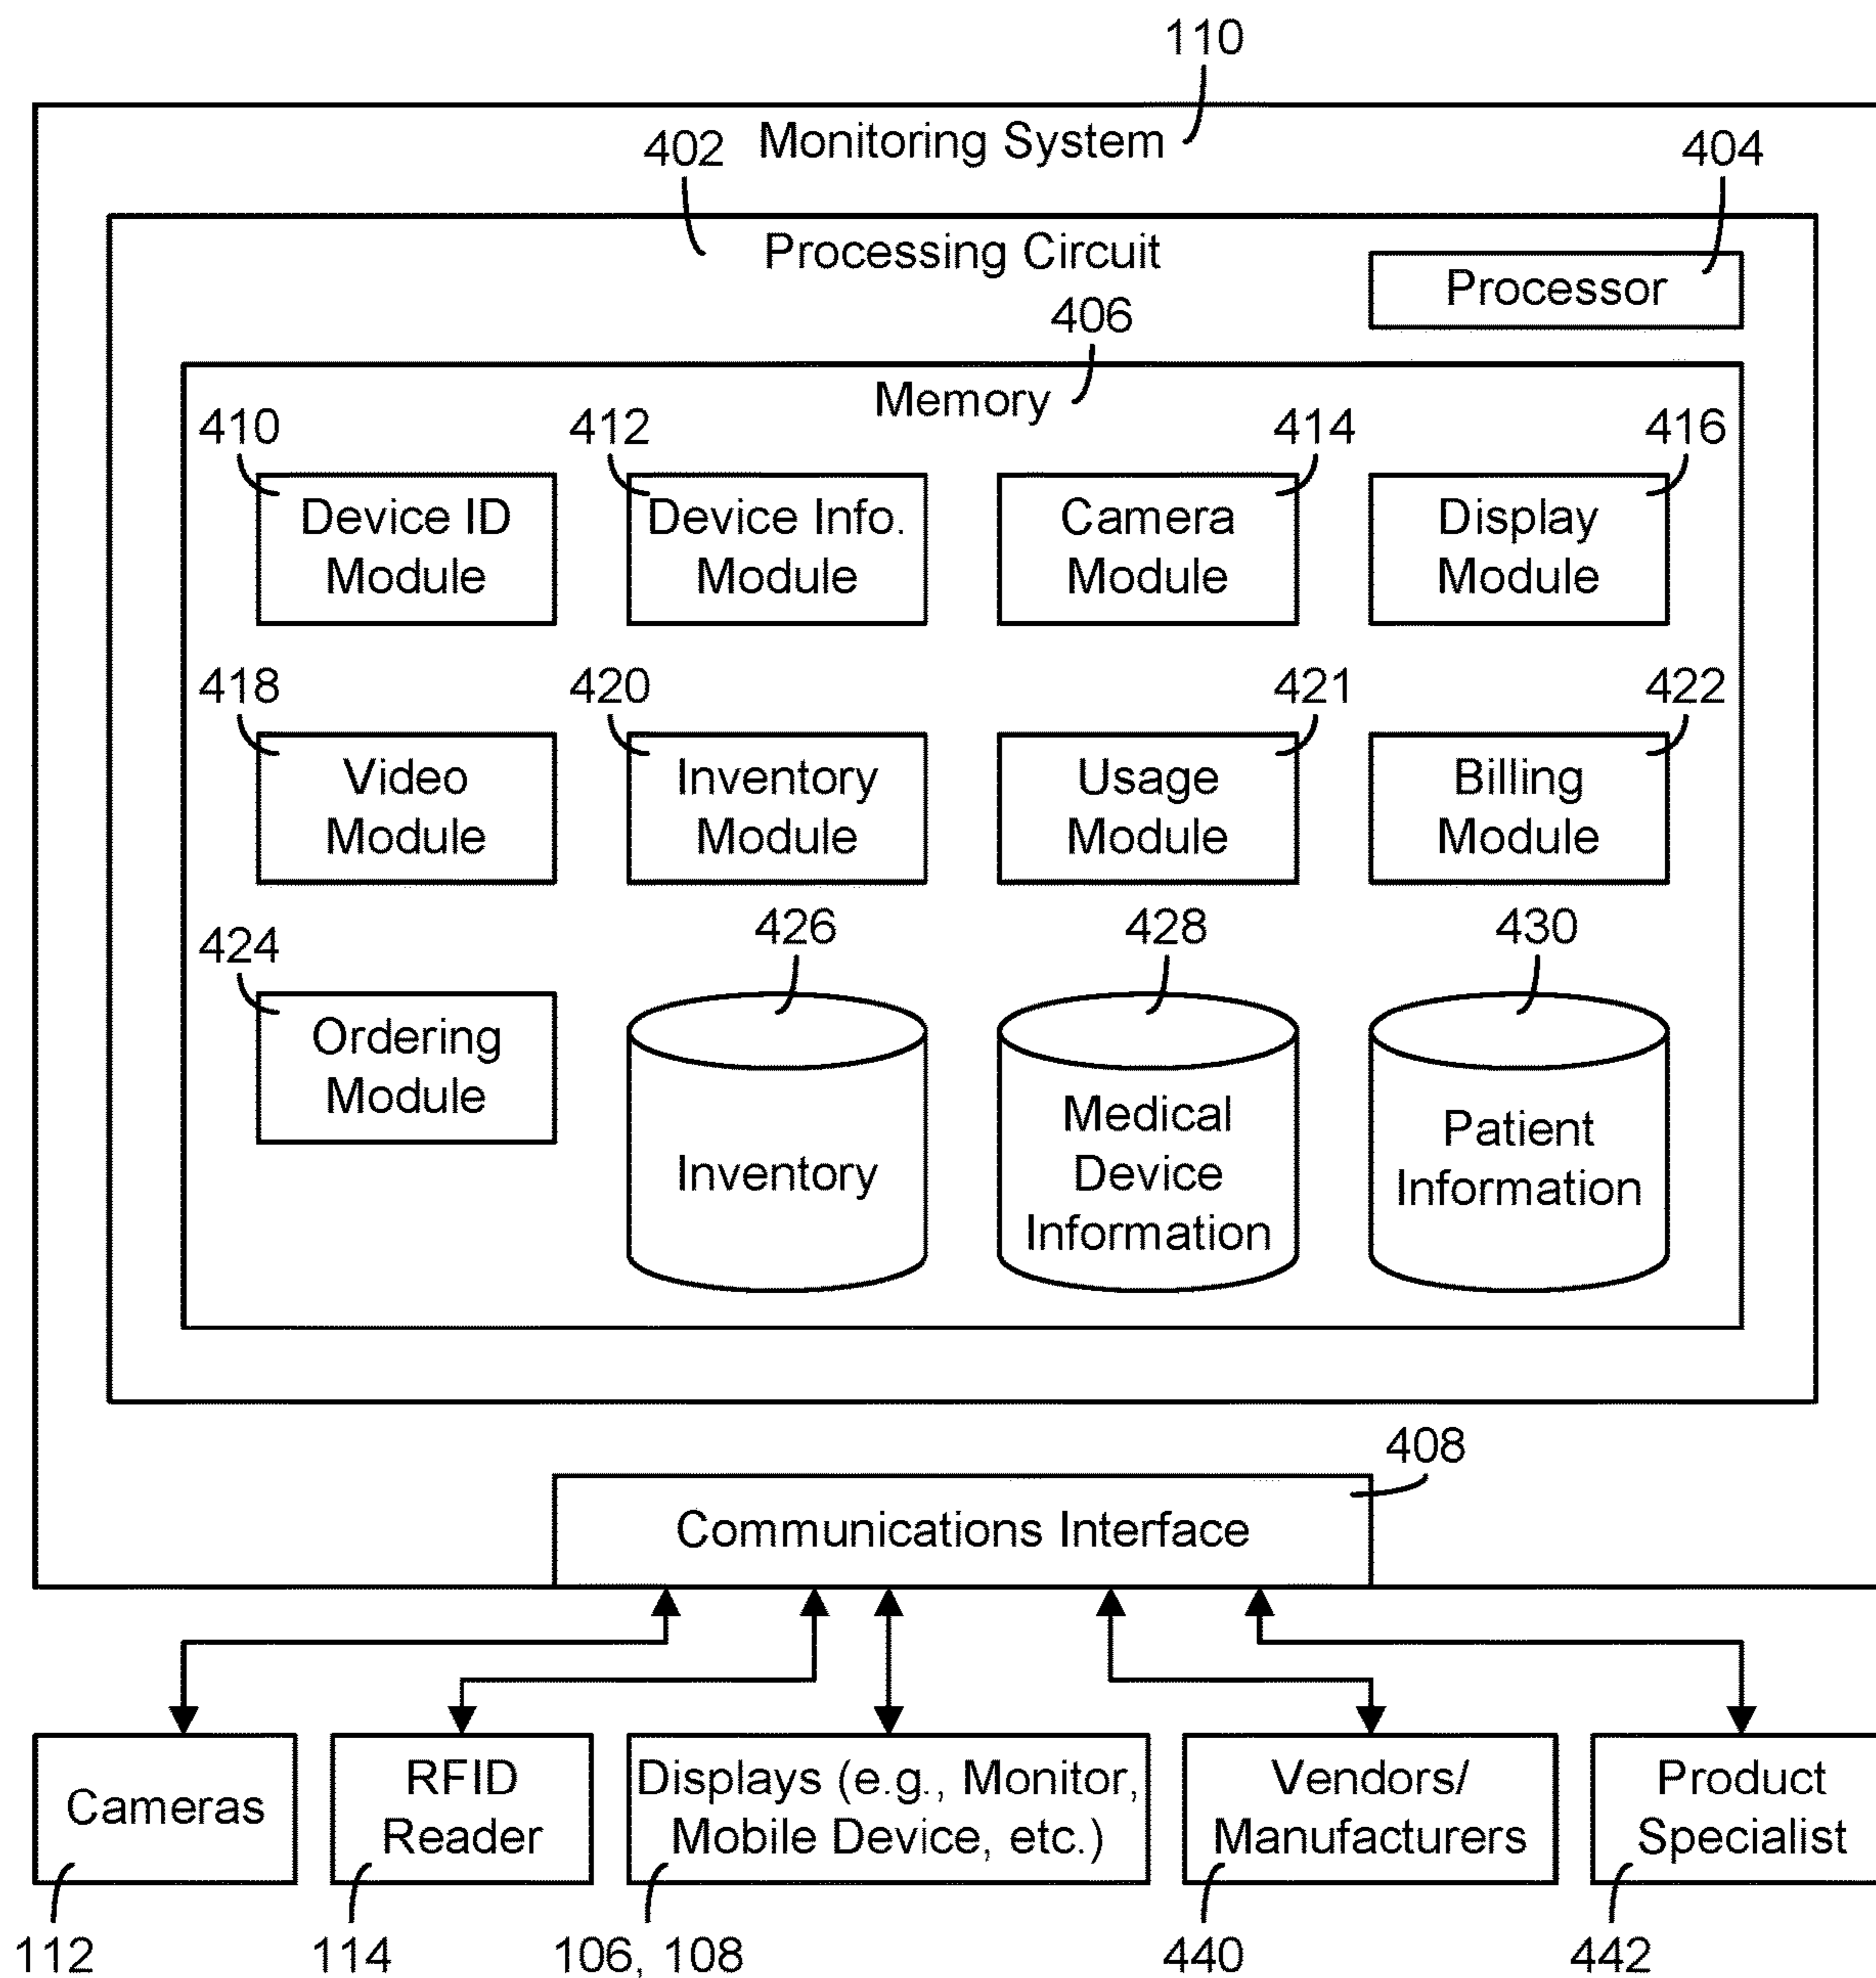 110
Monitoring System
402
404
Processing Circuit
Processor
406
Memory
410
412
414
416
Device ID
Module
Device Info.
Module
Camera
Module
Display
Module
418
420
421
422
Video
Module
Inventory
Module
Usage
Module
Billing
Module
424
426
428
430
Ordering
Module
Inventory
Medical
Device
Information
Patient
Information
408
Communications Interface
Cameras
RFID
Reader
Displays (e.g., Monitor,
Mobile Device, etc.)
Vendors/
Manufacturers
Product
Specialist
112
114
106, 108
440
442